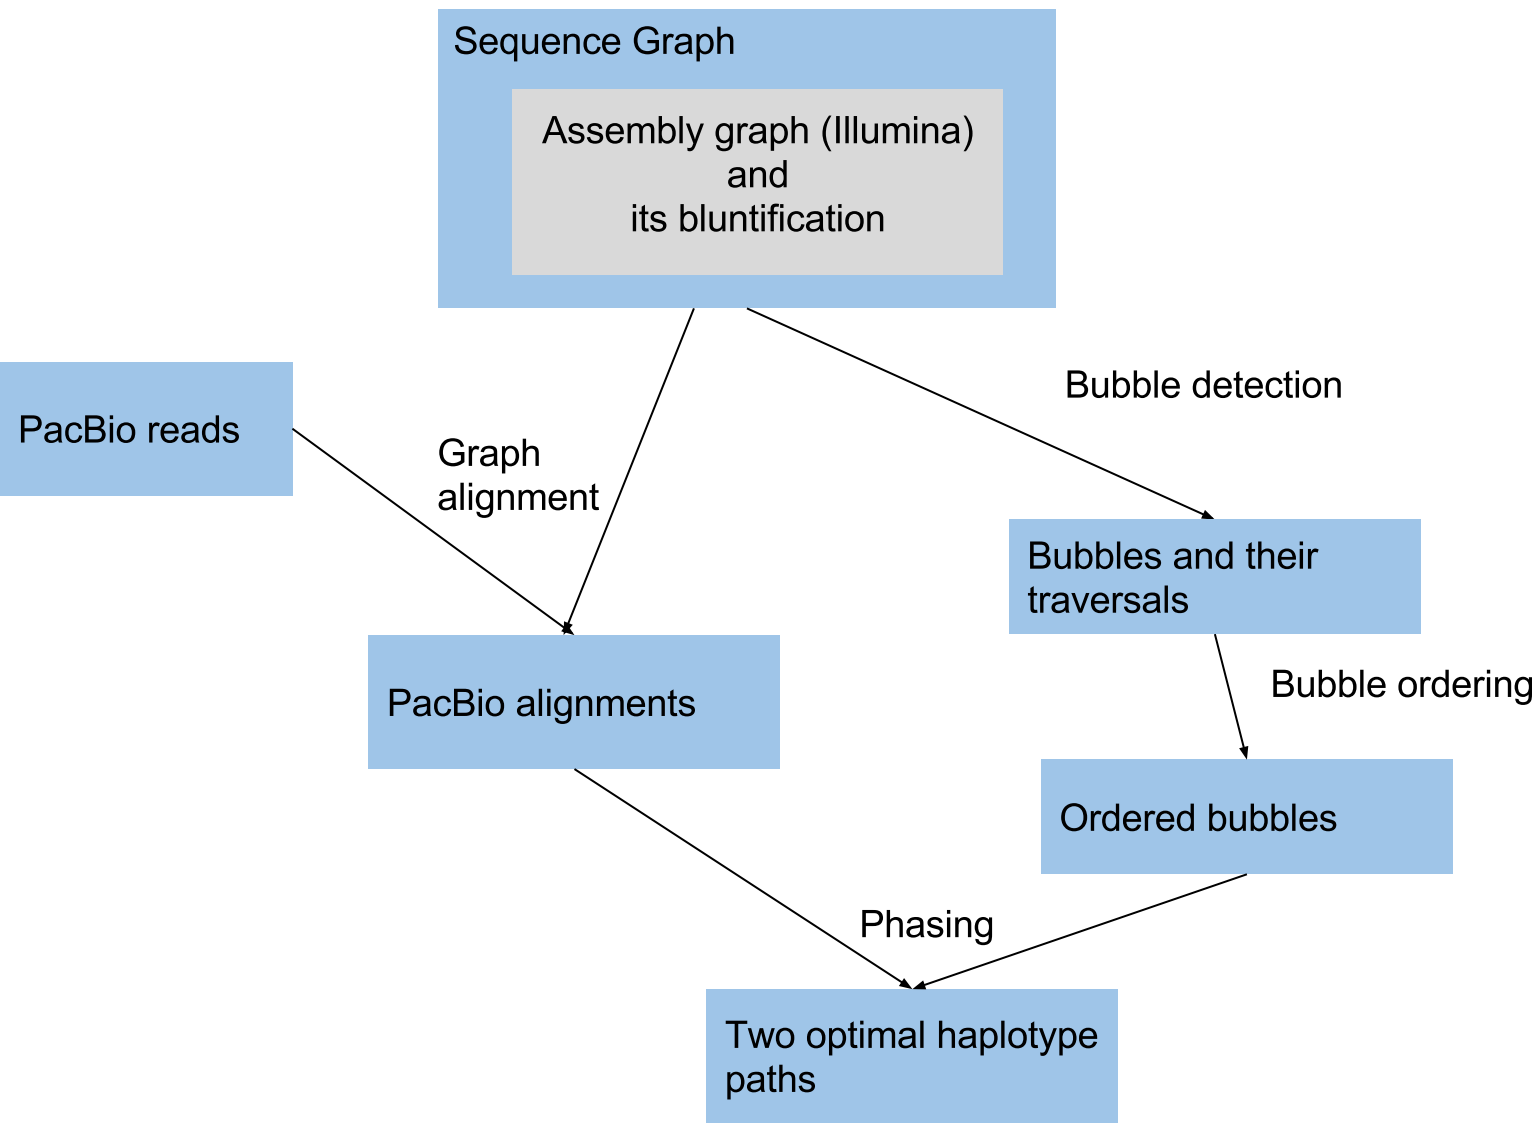 Sequence Graph
Assembly graph (Illumina)
and
its bluntification
Bubble detection
PacBio reads
Graph
alignment
Bubbles and their
traversals
Bubble ordering
PacBio alignments
Ordered bubbles
Phasing
Two optimal haplotype
paths